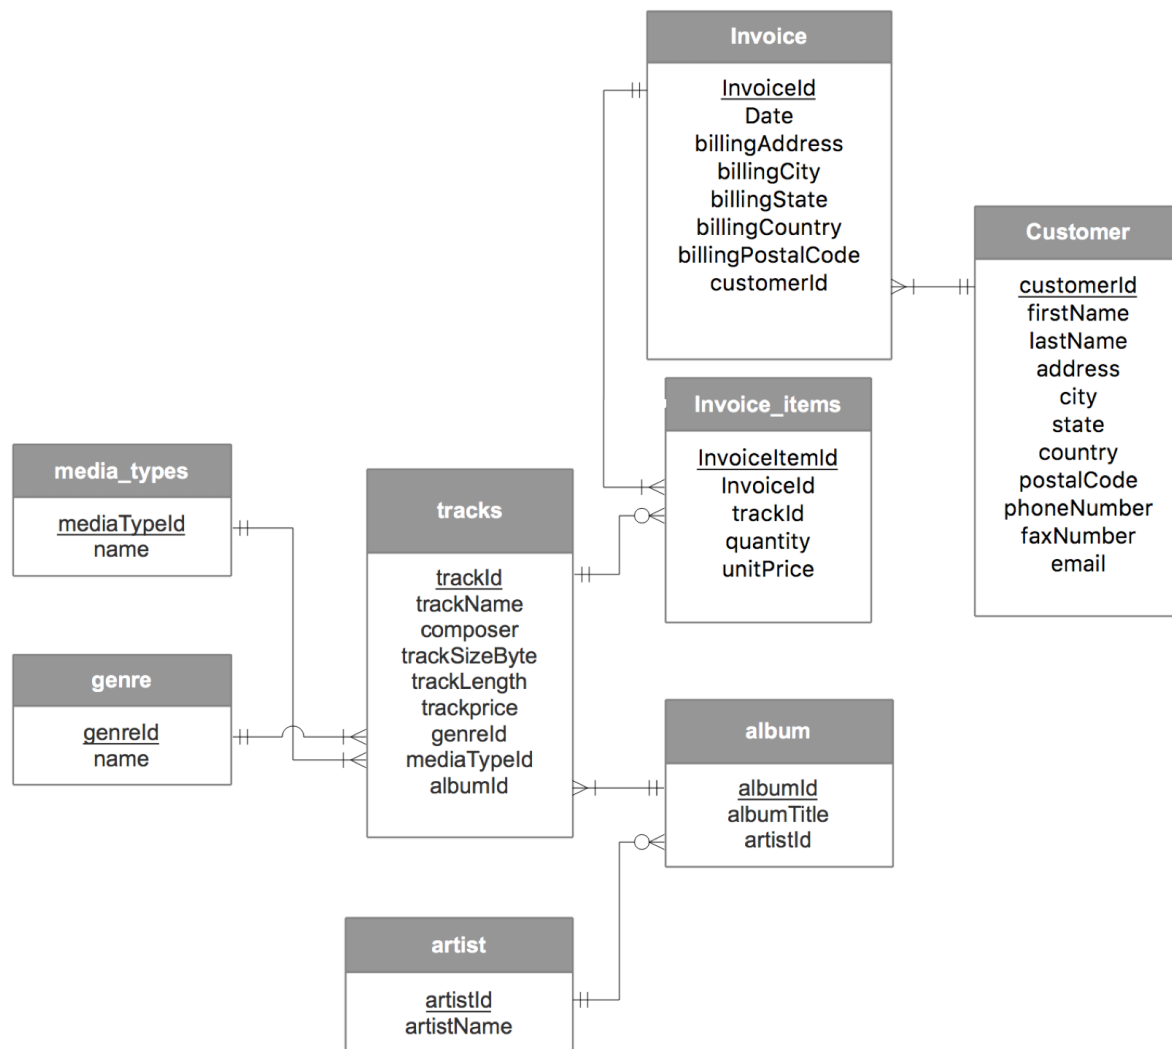 Invoice
InvoiceId
Date
billingAddress
billingCity
billingState
billingCountry
billingPostalCode
customerId
Customer
customerId
firstName
lastName
address
city
state
country
postalCode
phoneNumber
faxNumber
email
Invoice_items
InvoiceItemId
InvoiceId
trackId
quantity
unitPrice
media_types
mediaTypeId
name
tracks
trackId
trackName
composer
trackSizeByte
trackLength
trackprice
genreId
mediaTypeId
albumId
genre
genreId
name
album
albumId
albumTitle
artistId
artist
artistId
artistName